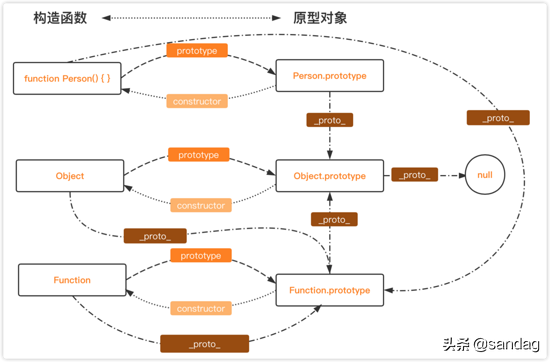 构造函数
原型对象
prototype
function Person() { }
Person.prototype
constructor
_proto_
_proto_
prototype
Object
Object.prototype
_proto_
null
constructor
_proto_
_proto_
prototype
Function
Function.prototype
constructor
_proto_
头条 @sandag